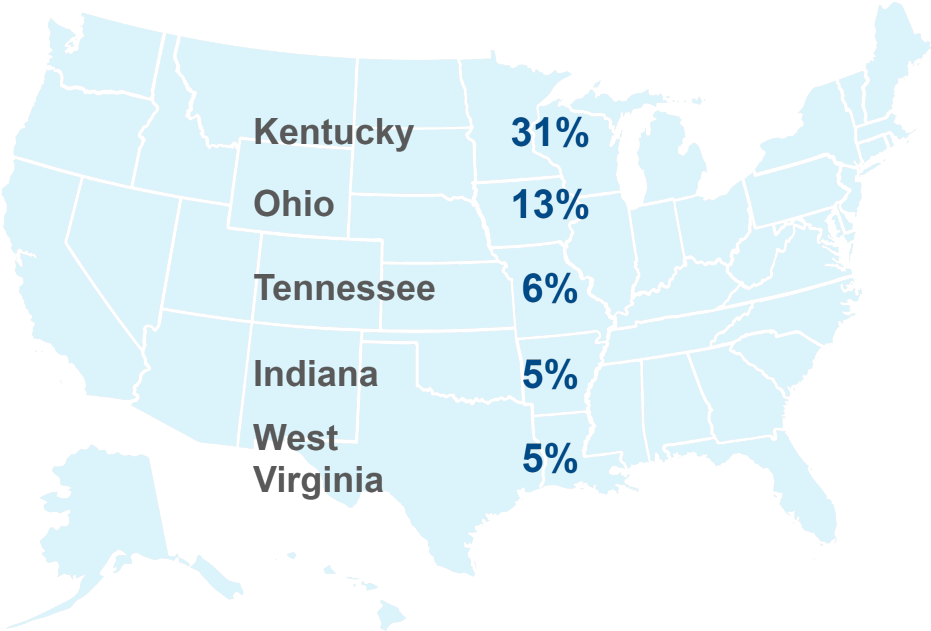 Kentucky 31%
Ohio 13%
Tennessee 6%
Indiana 5%
West
Virginia 5%